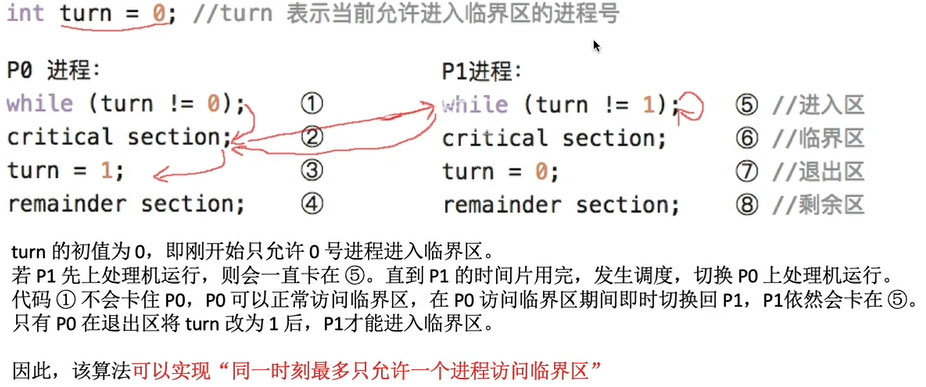 int turn = 0; //turn 表示当前允许进入临界区的进程号
P0 进程: P1进程:
while (turn != 0); ① while (turn != 1); ⑤ //进入区
critical section; ② critical section; ⑥ //临界区
turn = 1; ③ turn = 0; ⑦ //退出区
remainder section; ④ remainder section; ⑧ //剩余区
turn 的初值为 0，即刚开始只允许 0 号进程进入临界区。
若 P1 先上处理机运行，则会一直卡在 ⑤。直到 P1 的时间片用完，发生调度，切换 P0 上处理机运行。
代码 ① 不会卡住 P0，P0 可以正常访问临界区，在 P0 访问临界区期间即时切换回 P1，P1依然会卡在 ⑤。
只有 P0 在退出区将 turn 改为 1 后，P1才能进入临界区。
因此，该算法可以实现“同一时刻最多只允许一个进程访问临界区”